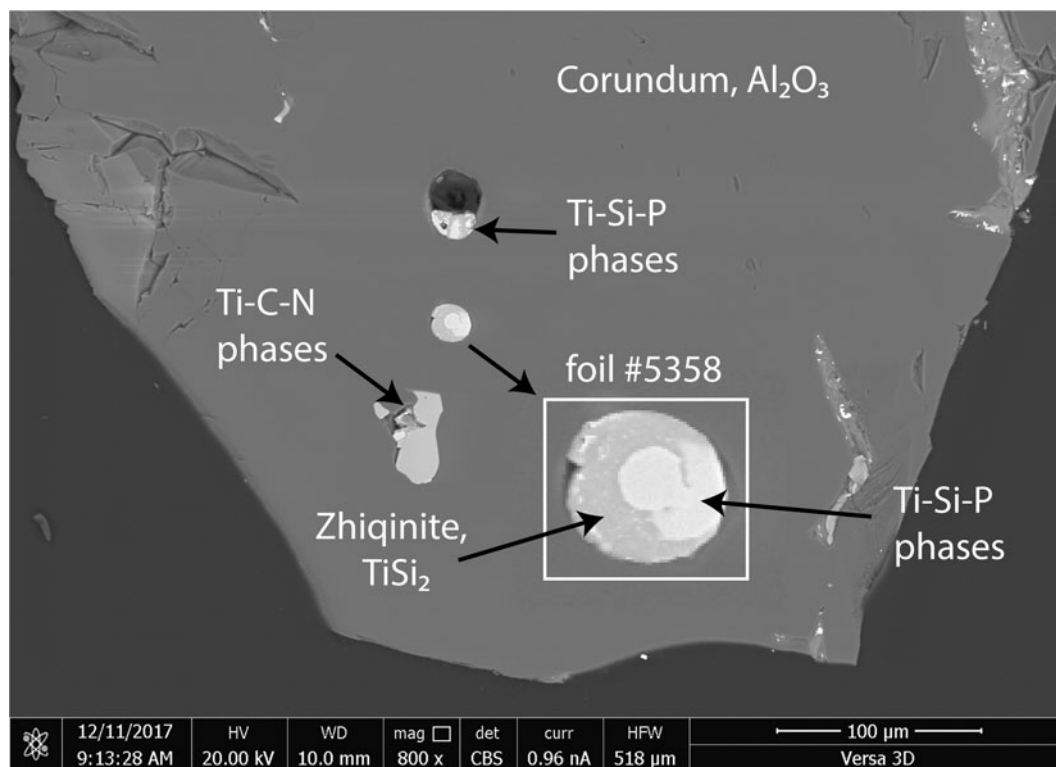 Corundum, Al₂O₃
Ti-Si-P
phases
Ti-C-N
phases
foil #5358
Zhiqinite,
TiSi₂
Ti-Si-P
phases
12/11/2017
9:13:28 AM
HV
20.00 kV
WD
10.0 mm
mag
800 x
det
CBS
curr
0.96 nA
HFW
518 µm
100 µm
Versa 3D